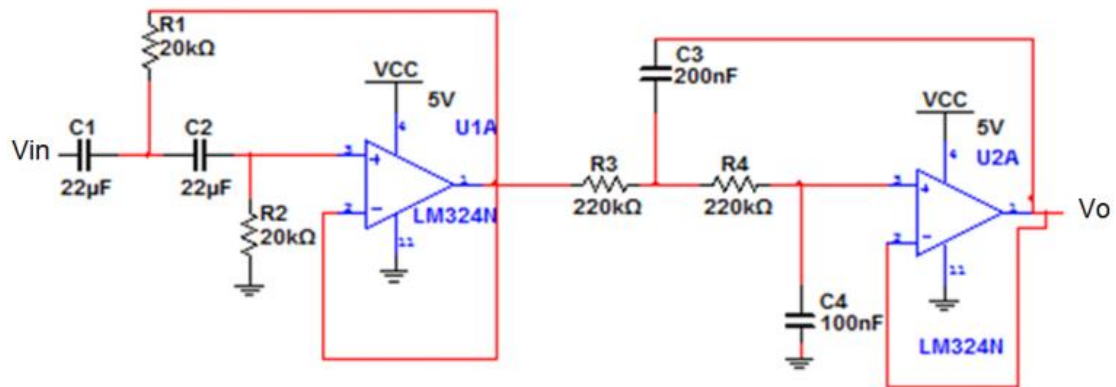 R1
20kΩ
VCC
5V
4
U1A
Vin
C1
22µF
C2
22µF
3
+
1
2
−
LM324N
11
R2
20kΩ
R3
220kΩ
C3
200nF
R4
220kΩ
VCC
5V
4
U2A
3
+
1
Vo
2
−
11
C4
100nF
LM324N